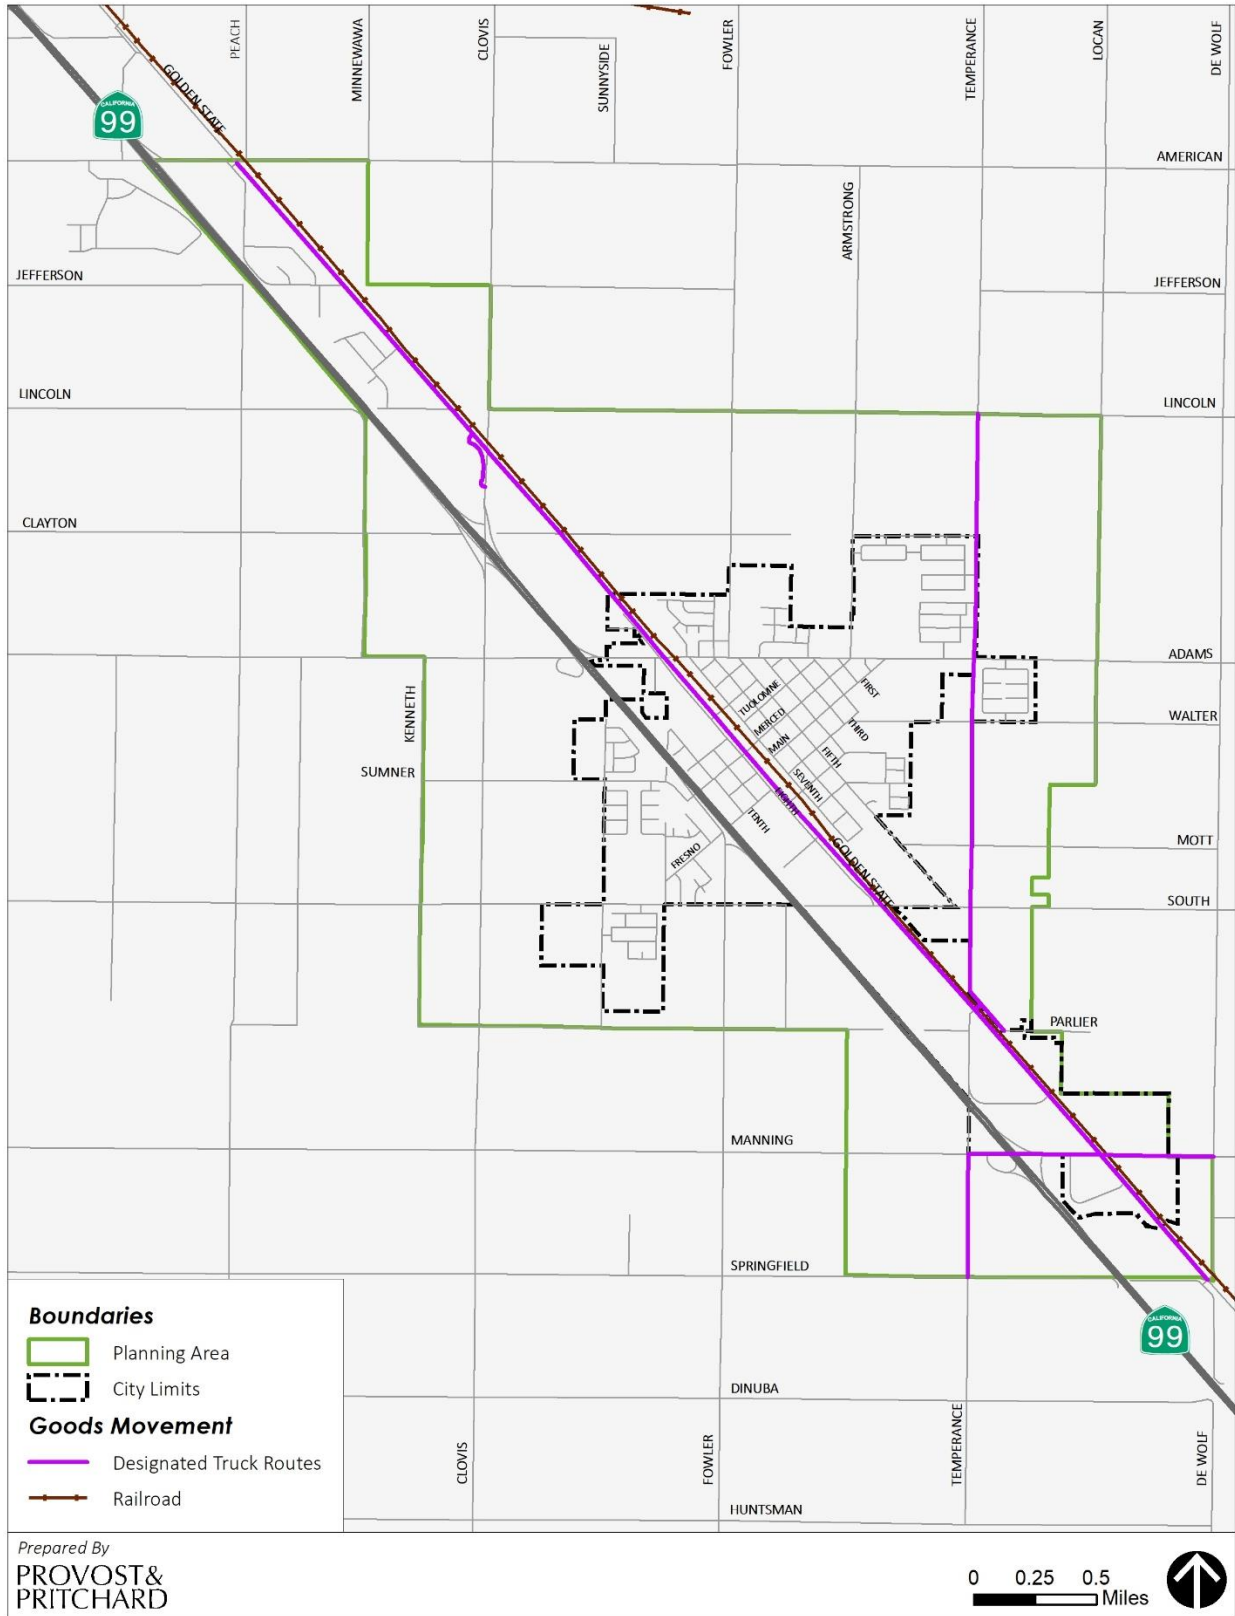 PEACH
MINNEWAWA
CLOVIS
SUNNYSIDE
FOWLER
TEMPERANCE
LOCAN
DE WOLF
GOLDEN STATE
CALIFORNIA
99
AMERICAN
ARMSTRONG
JEFFERSON
JEFFERSON
LINCOLN
LINCOLN
CLAYTON
ADAMS
KENNETH
TUOLOMNE
FIRST
MERCED
THIRD
WALTER
MAIN
FIFTH
SUMNER
SEVENTH
EIGHTH
TENTH
MOTT
FRESNO
GOLDEN STATE
SOUTH
PARLIER
MANNING
SPRINGFIELD
CALIFORNIA
99
DINUBA
CLOVIS
FOWLER
TEMPERANCE
DE WOLF
HUNTSMAN
Boundaries
Planning Area
City Limits
Goods Movement
Designated Truck Routes
Railroad
Prepared By
PROVOST&
PRITCHARD
0 0.25 0.5
Miles